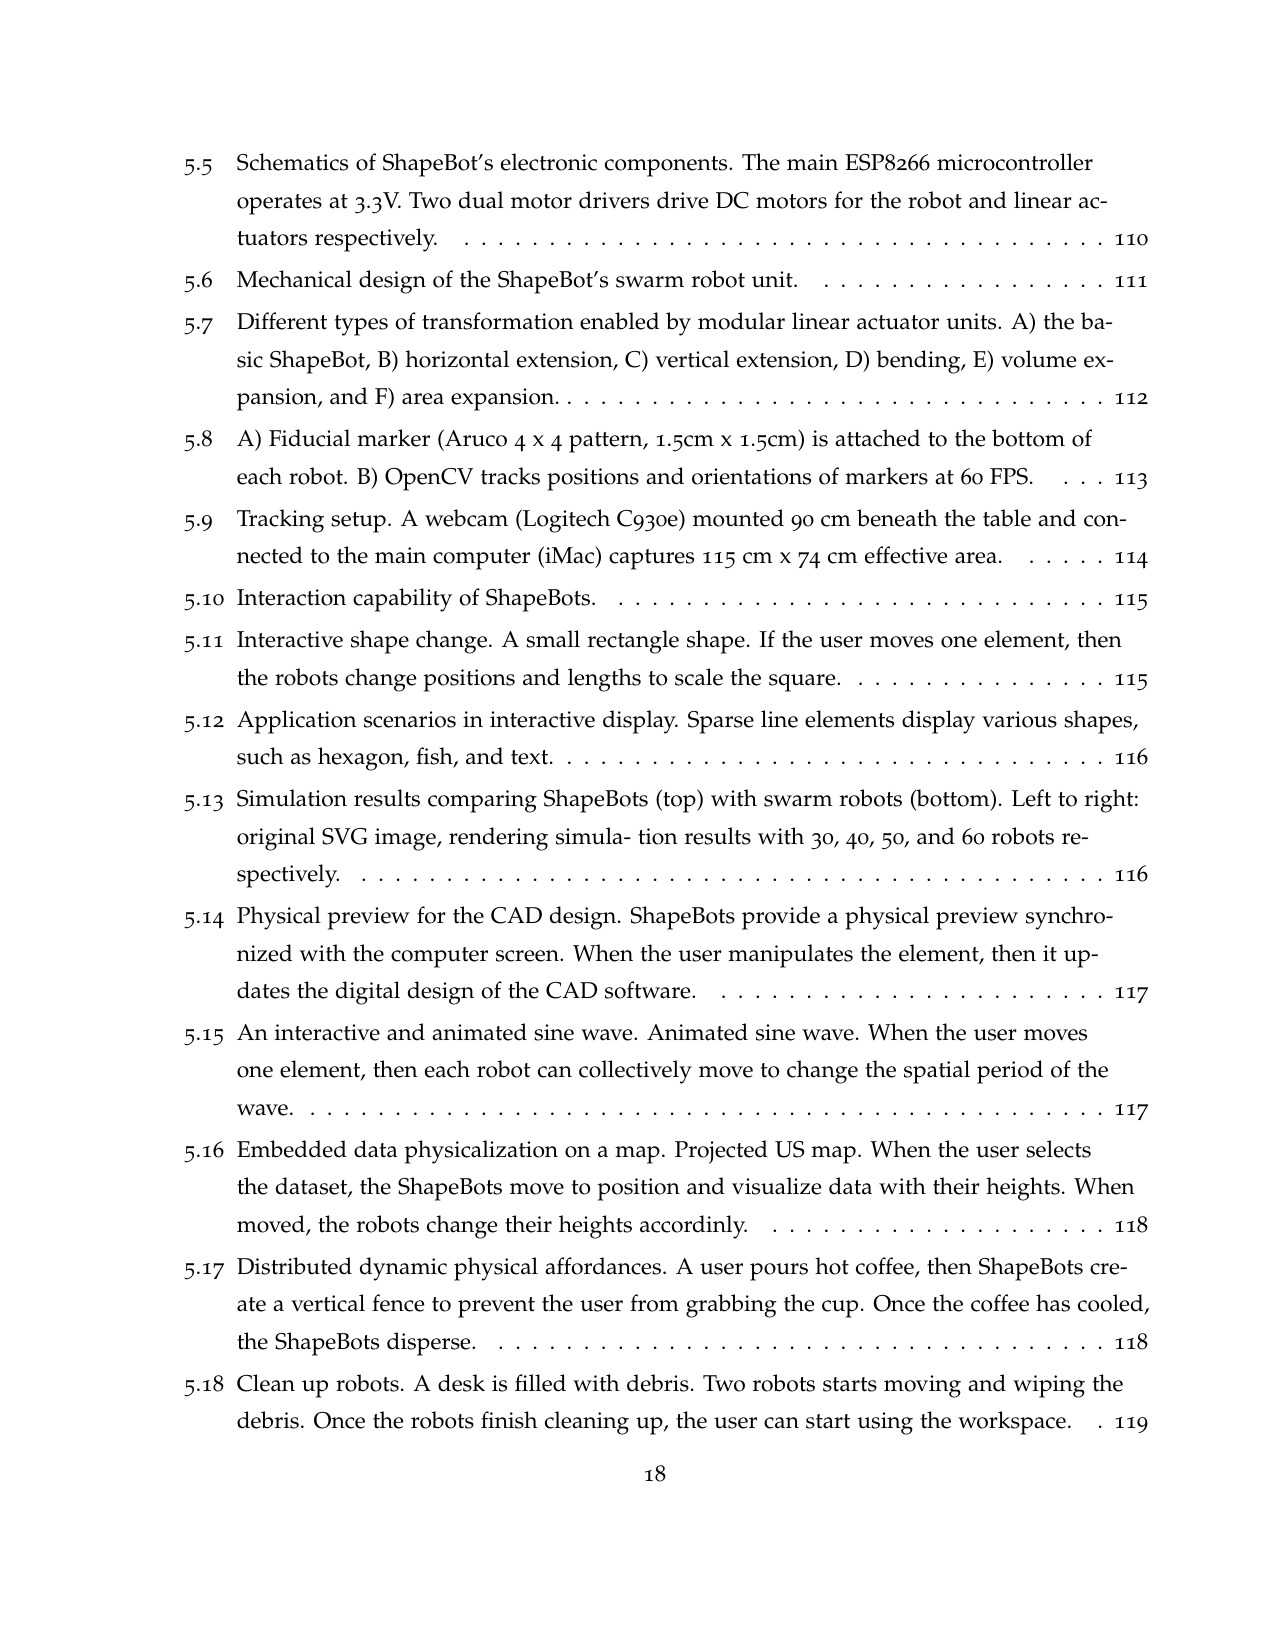 5.5 Schematics of ShapeBot's electronic components. The main ESP8266 microcontroller
operates at 3.3V. Two dual motor drivers drive DC motors for the robot and linear ac-
tuators respectively. . . . . . . . . . . . . . . . . . . . . . . . . . . . . . . . . . . . . . . 110
5.6 Mechanical design of the ShapeBot's swarm robot unit. . . . . . . . . . . . . . . . . . 111
5.7 Different types of transformation enabled by modular linear actuator units. A) the ba-
sic ShapeBot, B) horizontal extension, C) vertical extension, D) bending, E) volume ex-
pansion, and F) area expansion. . . . . . . . . . . . . . . . . . . . . . . . . . . . . . . . . 112
5.8 A) Fiducial marker (Aruco 4 x 4 pattern, 1.5cm x 1.5cm) is attached to the bottom of
each robot. B) OpenCV tracks positions and orientations of markers at 60 FPS. . . . 113
5.9 Tracking setup. A webcam (Logitech C930e) mounted 90 cm beneath the table and con-
nected to the main computer (iMac) captures 115 cm x 74 cm effective area. . . . . . 114
5.10 Interaction capability of ShapeBots. . . . . . . . . . . . . . . . . . . . . . . . . . . . . . 115
5.11 Interactive shape change. A small rectangle shape. If the user moves one element, then
the robots change positions and lengths to scale the square. . . . . . . . . . . . . . . . 115
5.12 Application scenarios in interactive display. Sparse line elements display various shapes,
such as hexagon, fish, and text. . . . . . . . . . . . . . . . . . . . . . . . . . . . . . . . . 116
5.13 Simulation results comparing ShapeBots (top) with swarm robots (bottom). Left to right:
original SVG image, rendering simula- tion results with 30, 40, 50, and 60 robots re-
spectively. . . . . . . . . . . . . . . . . . . . . . . . . . . . . . . . . . . . . . . . . . . . . 116
5.14 Physical preview for the CAD design. ShapeBots provide a physical preview synchro-
nized with the computer screen. When the user manipulates the element, then it up-
dates the digital design of the CAD software. . . . . . . . . . . . . . . . . . . . . . . . 117
5.15 An interactive and animated sine wave. Animated sine wave. When the user moves
one element, then each robot can collectively move to change the spatial period of the
wave. . . . . . . . . . . . . . . . . . . . . . . . . . . . . . . . . . . . . . . . . . . . . . . . 117
5.16 Embedded data physicalization on a map. Projected US map. When the user selects
the dataset, the ShapeBots move to position and visualize data with their heights. When
moved, the robots change their heights accordinly. . . . . . . . . . . . . . . . . . . . . 118
5.17 Distributed dynamic physical affordances. A user pours hot coffee, then ShapeBots cre-
ate a vertical fence to prevent the user from grabbing the cup. Once the coffee has cooled,
the ShapeBots disperse. . . . . . . . . . . . . . . . . . . . . . . . . . . . . . . . . . . . . 118
5.18 Clean up robots. A desk is filled with debris. Two robots starts moving and wiping the
debris. Once the robots finish cleaning up, the user can start using the workspace. . 119
18